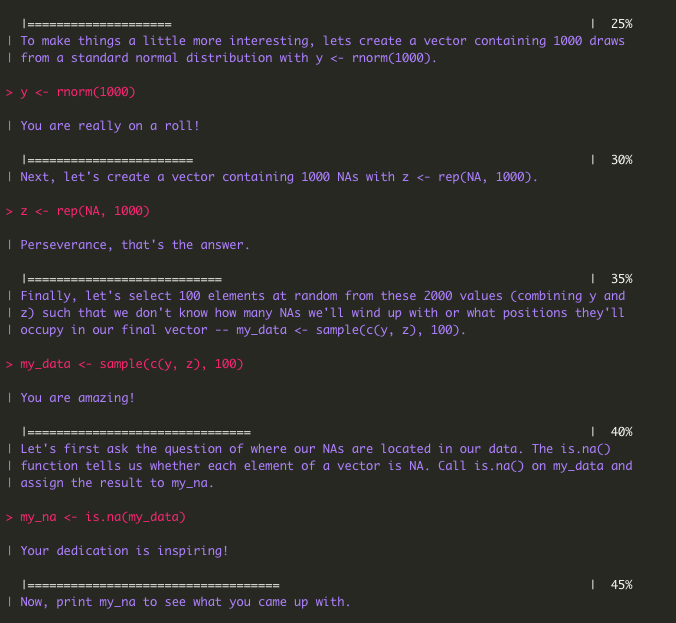 |==================== | 25%
| To make things a little more interesting, lets create a vector containing 1000 draws
| from a standard normal distribution with y <- rnorm(1000).
> y <- rnorm(1000)
| You are really on a roll!
|======================= | 30%
| Next, let's create a vector containing 1000 NAs with z <- rep(NA, 1000).
> z <- rep(NA, 1000)
| Perseverance, that's the answer.
|=========================== | 35%
| Finally, let's select 100 elements at random from these 2000 values (combining y and
| z) such that we don't know how many NAs we'll wind up with or what positions they'll
| occupy in our final vector -- my_data <- sample(c(y, z), 100).
> my_data <- sample(c(y, z), 100)
| You are amazing!
|=============================== | 40%
| Let's first ask the question of where our NAs are located in our data. The is.na()
| function tells us whether each element of a vector is NA. Call is.na() on my_data and
| assign the result to my_na.
> my_na <- is.na(my_data)
| Your dedication is inspiring!
|=================================== | 45%
| Now, print my_na to see what you came up with.